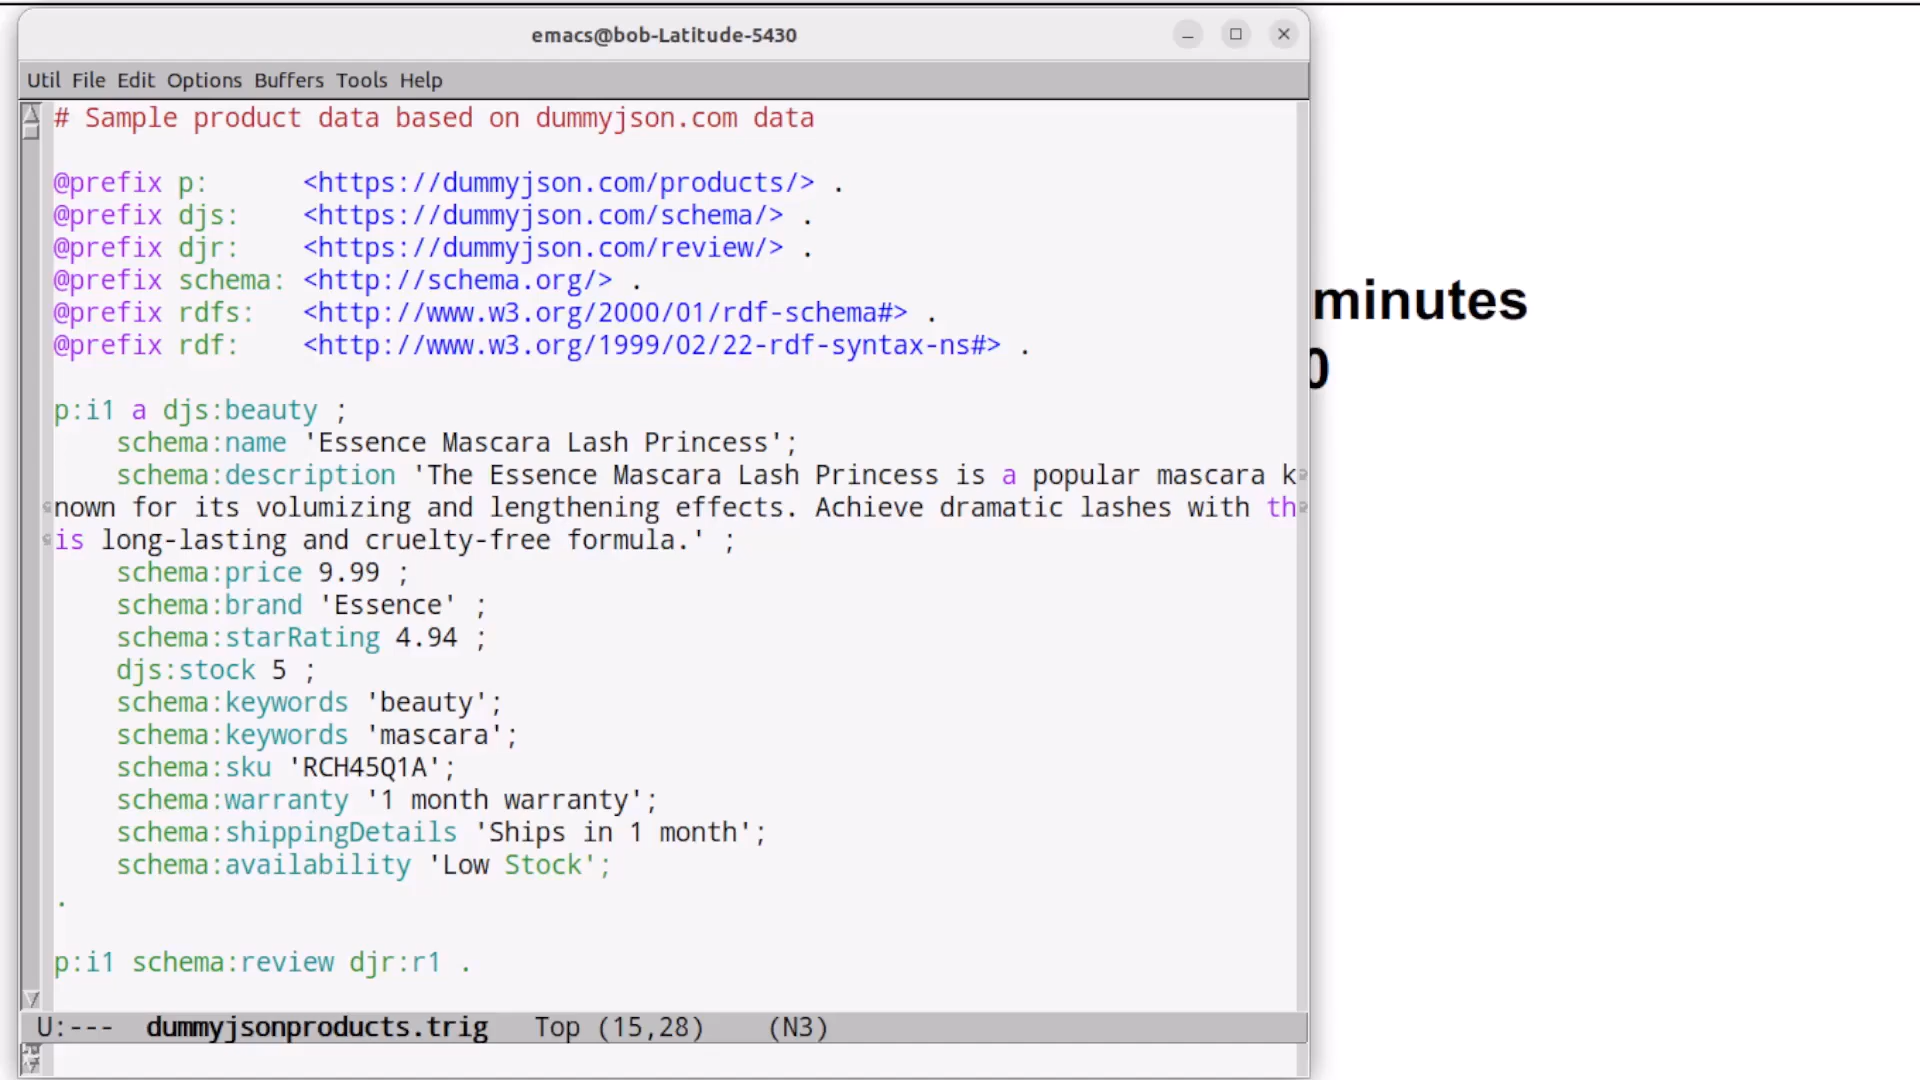 emacs@bob-Latitude-5430
Util File Edit Options Buffers Tools Help
# Sample product data based on dummyjson.com data
@prefix p: <https://dummyjson.com/products/> .
@prefix djs: <https://dummyjson.com/schema/> .
@prefix djr: <https://dummyjson.com/review/> .
@prefix schema: <http://schema.org/> .
@prefix rdfs: <http://www.w3.org/2000/01/rdf-schema#> .
@prefix rdf: <http://www.w3.org/1999/02/22-rdf-syntax-ns#> .
minutes
0
p:i1 a djs:beauty ;
schema:name 'Essence Mascara Lash Princess';
schema:description 'The Essence Mascara Lash Princess is a popular mascara k
nown for its volumizing and lengthening effects. Achieve dramatic lashes with th
is long-lasting and cruelty-free formula.' ;
schema:price 9.99 ;
schema:brand 'Essence' ;
schema:starRating 4.94 ;
djs:stock 5 ;
schema:keywords 'beauty';
schema:keywords 'mascara';
schema:sku 'RCH45Q1A';
schema:warranty '1 month warranty';
schema:shippingDetails 'Ships in 1 month';
schema:availability 'Low Stock';
.
p:i1 schema:review djr:r1 .
U:--- dummyjsonproducts.trig Top (15,28) (N3)